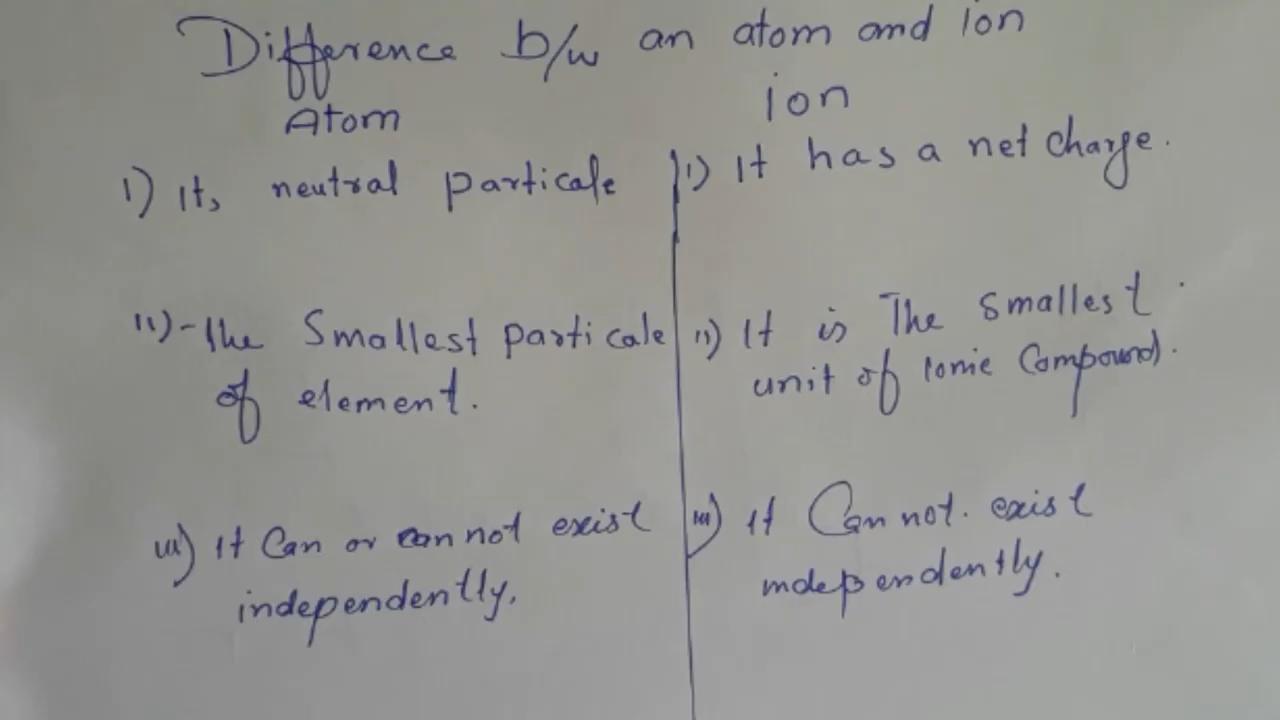 Difference b/w an atom and ion
Atom
ion
i) It, neutral particale
i) It has a net charge.
ii) - The Smallest particale
of element.
ii) It is The smallest
unit of ionic Compound.
iii) It Can or can not exist
independently.
iii) It Can not. exist
independently.